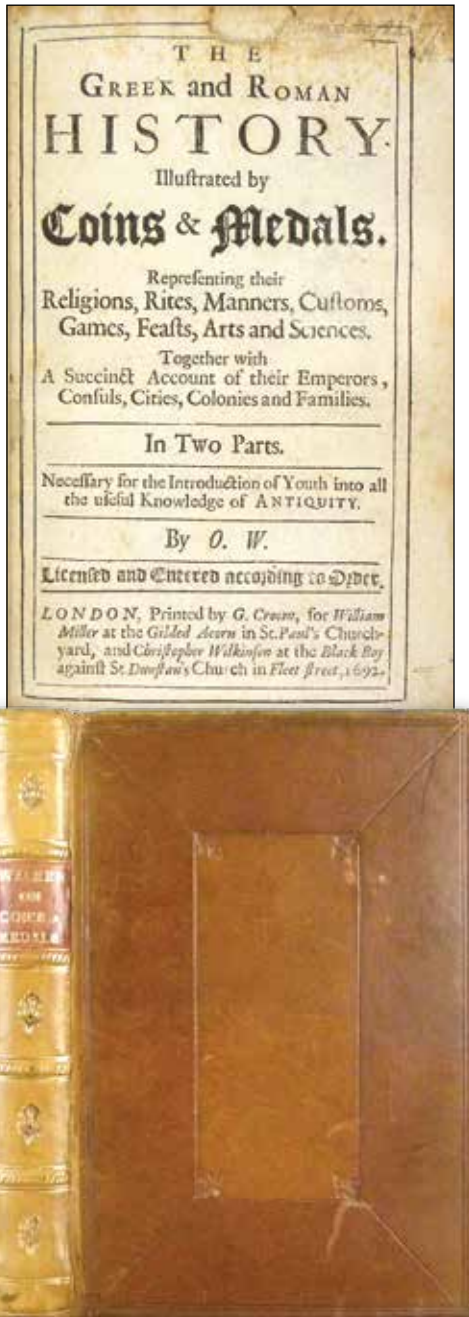 THE
GREEK and ROMAN
HISTORY
Illuſtrated by
Coins & Medals.
Repreſenting their
Religions, Rites, Manners, Cuſtoms,
Games, Feaſts, Arts and Sciences.
Together with
A Succinct Account of their Emperors,
Conſuls, Cities, Colonies and Families.
In Two Parts.
Neceſſary for the Introduction of Youth into all
the uſeful Knowledge of ANTIQUITY.
By O. W.
Licenſed and Entered according to Order.
LONDON, Printed by G. Croom, for William
Miller at the Gilded Acorn in St. Paul's Church-
yard, and Chriſtopher Wilkinſon at the Black Boy
againſt St. Dunſtan's Church in Fleet ſtreet, 1692.
WALKER
ON
COINS &
MEDALS